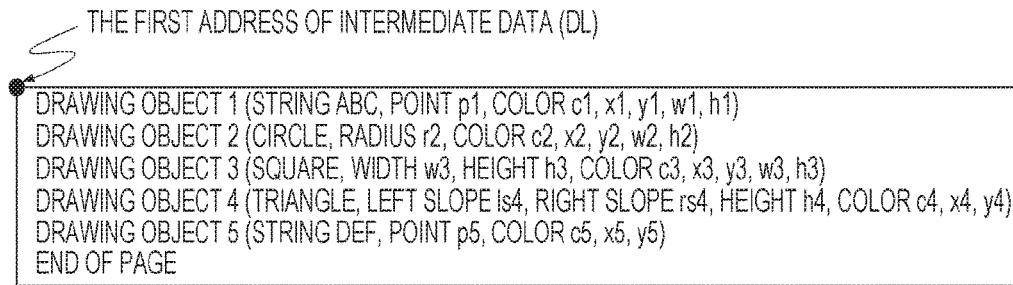 THE FIRST ADDRESS OF INTERMEDIATE DATA (DL)
DRAWING OBJECT 1 (STRING ABC, POINT p1, COLOR c1, x1, y1, w1, h1)
DRAWING OBJECT 2 (CIRCLE, RADIUS r2, COLOR c2, x2, y2, w2, h2)
DRAWING OBJECT 3 (SQUARE, WIDTH w3, HEIGHT h3, COLOR c3, x3, y3, w3, h3)
DRAWING OBJECT 4 (TRIANGLE, LEFT SLOPE ls4, RIGHT SLOPE rs4, HEIGHT h4, COLOR c4, x4, y4)
DRAWING OBJECT 5 (STRING DEF, POINT p5, COLOR c5, x5, y5)
END OF PAGE